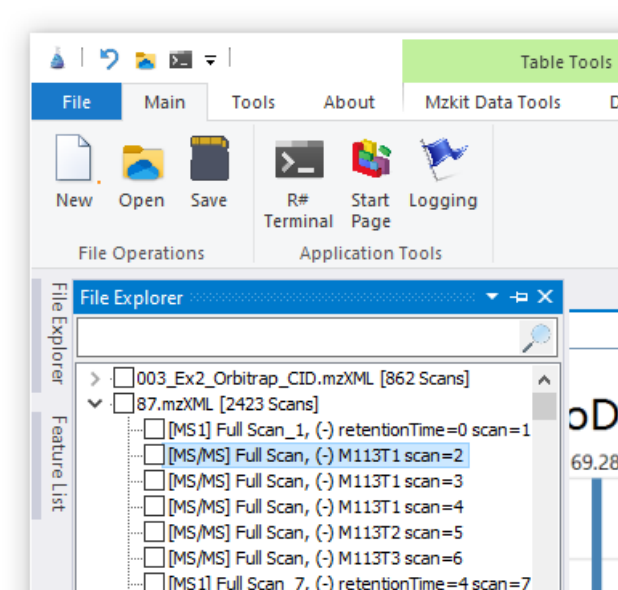 Table Tools
File Main Tools About Mzkit Data Tools
New Open Save R# Terminal Start Page Logging
File Operations Application Tools
File Explorer
Feature List
File Explorer
003_Ex2_Orbitrap_CID.mzXML [862 Scans]
87.mzXML [2423 Scans]
[MS1] Full Scan_1, (-) retentionTime=0 scan=1
[MS/MS] Full Scan, (-) M113T1 scan=2
[MS/MS] Full Scan, (-) M113T1 scan=3
[MS/MS] Full Scan, (-) M113T1 scan=4
[MS/MS] Full Scan, (-) M113T2 scan=5
[MS/MS] Full Scan, (-) M113T3 scan=6
[MS1] Full Scan_7, (-) retentionTime=4 scan=7
69.28